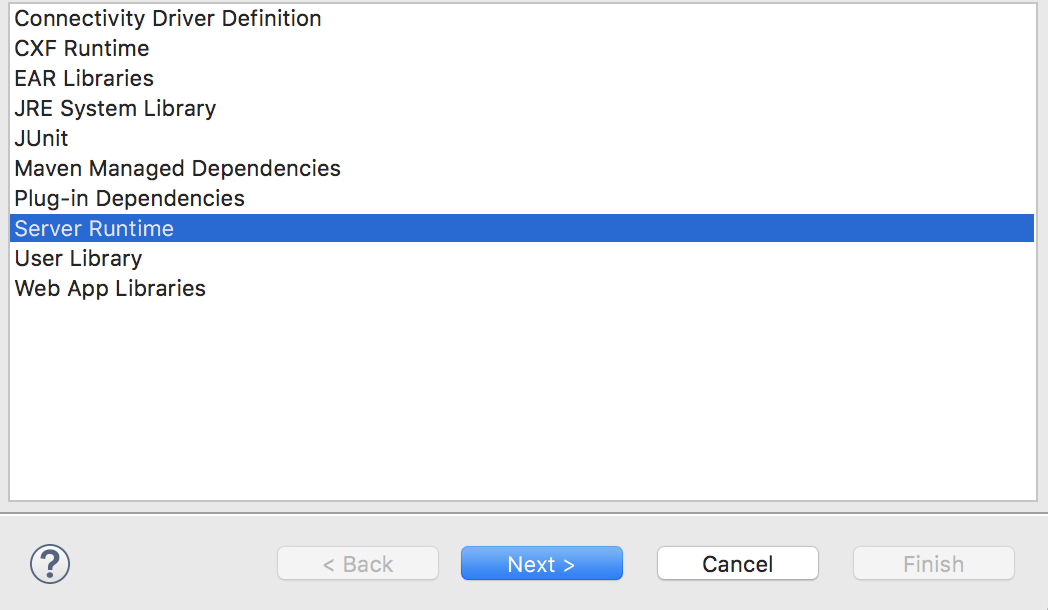 Connectivity Driver Definition
CXF Runtime
EAR Libraries
JRE System Library
JUnit
Maven Managed Dependencies
Plug-in Dependencies
Server Runtime
User Library
Web App Libraries
? < Back Next > Cancel Finish